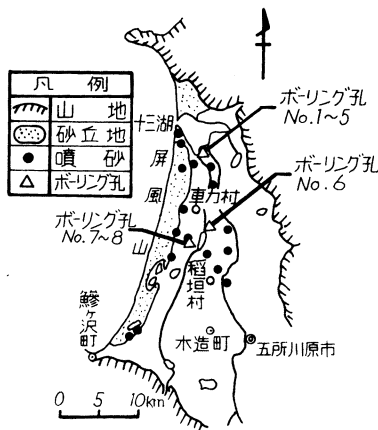 凡例
山地
砂丘地
噴砂
ボーリング孔
十三湖
ボーリング孔
No.1~5
屏風山
車力村
ボーリング孔
No.6
ボーリング孔
No.7~8
稲垣村
鰺ヶ沢町
木造町
五所川原市
0 5 10km